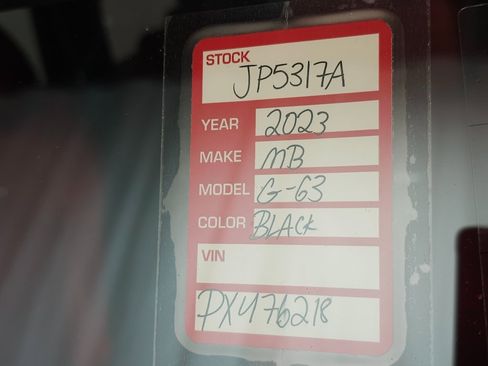 STOCK
JP5317A
YEAR 2023
MAKE MB
MODEL G-63
COLOR BLACK
VIN
PX476218